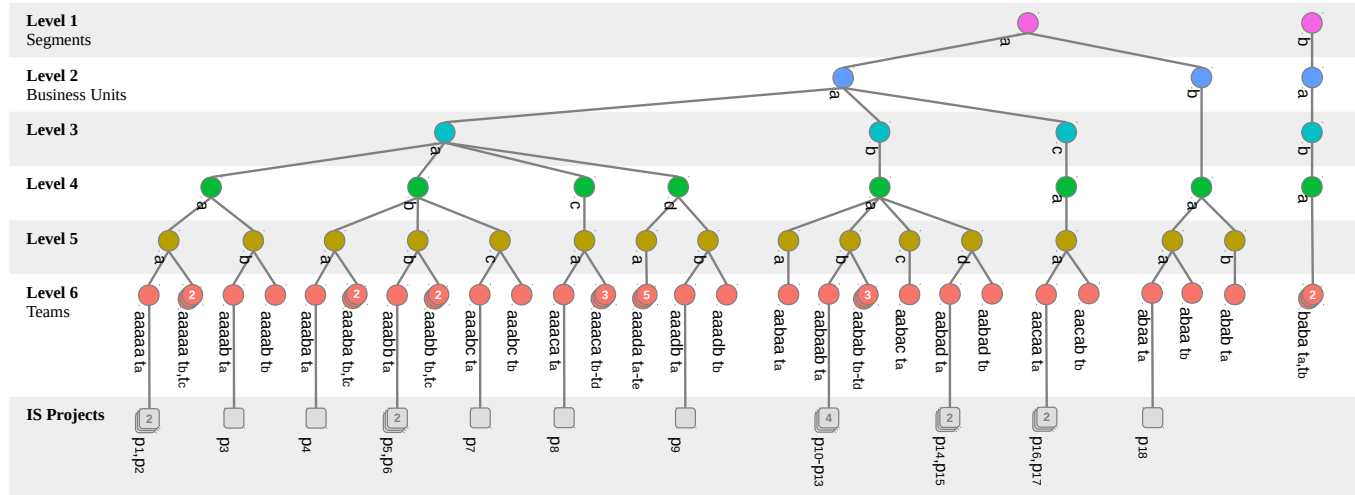 Level 1
Segments
a
b
Level 2
Business Units
a
b
a
Level 3
a
b
c
b
Level 4
a
b
c
d
a
a
a
a
Level 5
a
b
a
b
c
a
a
b
a
b
c
d
a
a
b
Level 6
Teams
2
2
2
3
5
3
2
aaaaa ta
aaaaa tb,tc
aaaab ta
aaaab tb
aaaba ta
aaaba tb,tc
aaabb ta
aaabb tb,tc
aaabc ta
aaabc tb
aaaca ta
aaaca tb-td
aaada ta-te
aaadb ta
aaadb tb
aabaa ta
aabaab ta
aabab tb-td
aabac ta
aabad ta
aabad tb
aacaa ta
aacab ta
abaa ta
abaa tb
abab ta
baba ta,tb
IS Projects
2
2
4
2
2
p1,p2
p3
p4
p5,p6
p7
p8
p9
p10-p13
p14,p15
p16,p17
p18